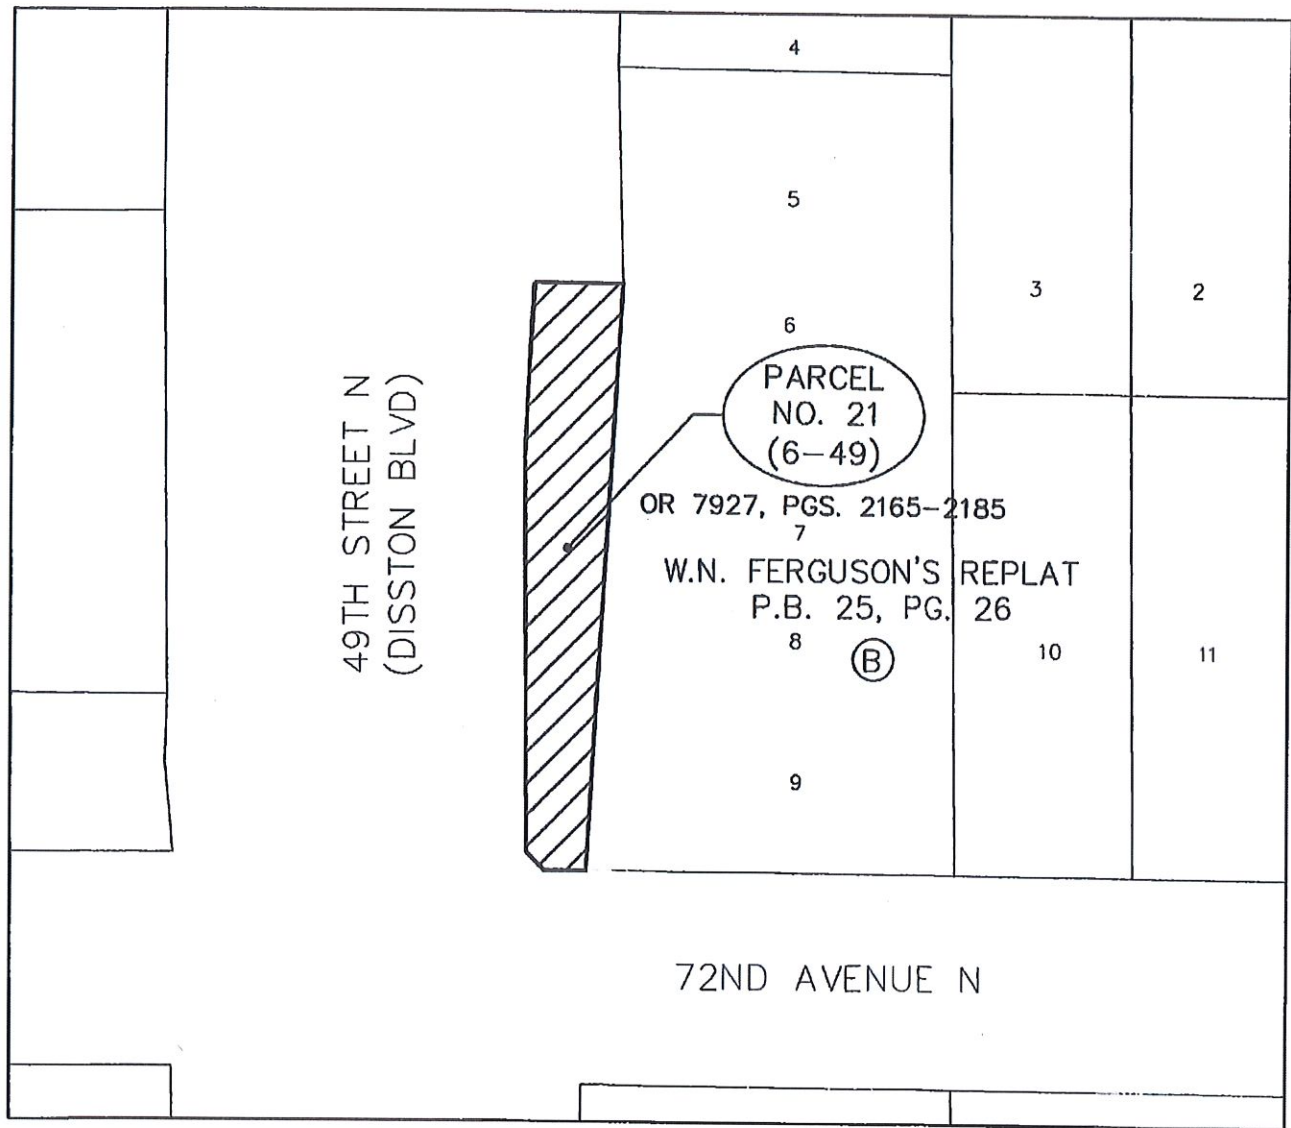 4
5
3
2
6
PARCEL
NO. 21
(6-49)
49TH STREET N
(DISSTON BLVD)
OR 7927, PGS. 2165-2185
7
W.N. FERGUSON'S REPLAT
P.B. 25, PG. 26
8
B
10
11
9
72ND AVENUE N